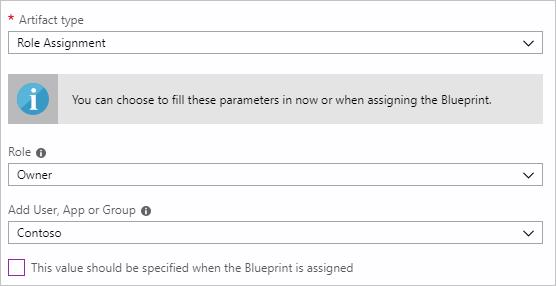 * Artifact type
Role Assignment
You can choose to fill these parameters in now or when assigning the Blueprint.
Role
Owner
Add User, App or Group
Contoso
This value should be specified when the Blueprint is assigned